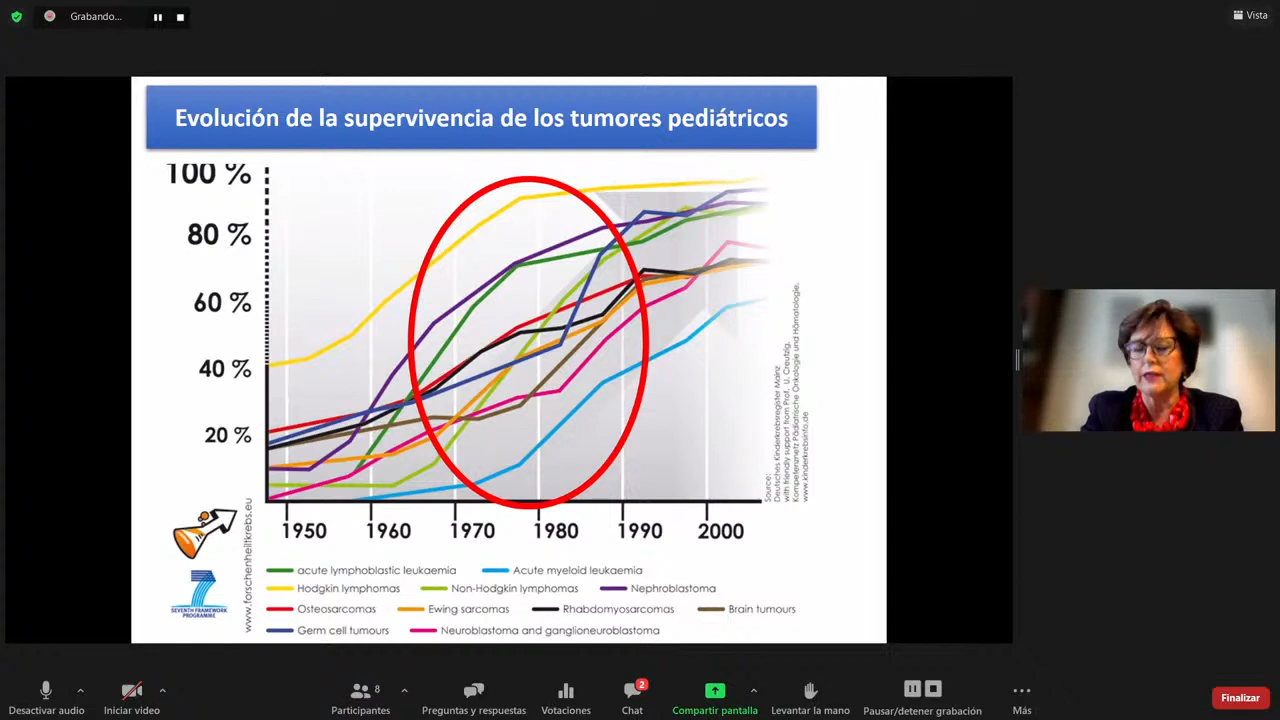 Grabando...
Vista
Evolución de la supervivencia de los tumores pediátricos
100 %
80 %
60 %
40 %
20 %
1950
1960
1970
1980
1990
2000
Source:
Deutsches Kinderkrebsregister Mainz
with friendly support from Prof. U. Creutzig,
Kompetenznetz Pädiatrische Onkologie und Hämatologie,
www.kinderkrebsinfo.de
www.forschenheiltkrebs.eu
7
SEVENTH FRAMEWORK
PROGRAMME
acute lymphoblastic leukaemia
Acute myeloid leukaemia
Hodgkin lymphomas
Non-Hodgkin lymphomas
Nephroblastoma
Osteosarcomas
Ewing sarcomas
Rhabdomyosarcomas
Brain tumours
Germ cell tumours
Neuroblastoma and ganglioneuroblastoma
Desactivar audio
Iniciar video
8
Participantes
Preguntas y respuestas
Votaciones
2
Chat
Compartir pantalla
Levantar la mano
Pausar/detener grabación
Más
Finalizar